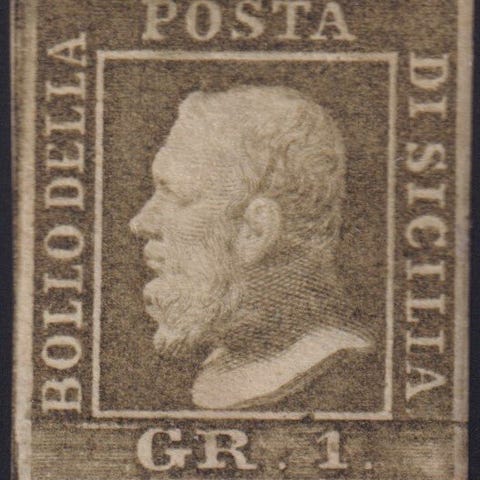 BOLLO DELLA
POSTA
DI SICILIA
GR. 1.